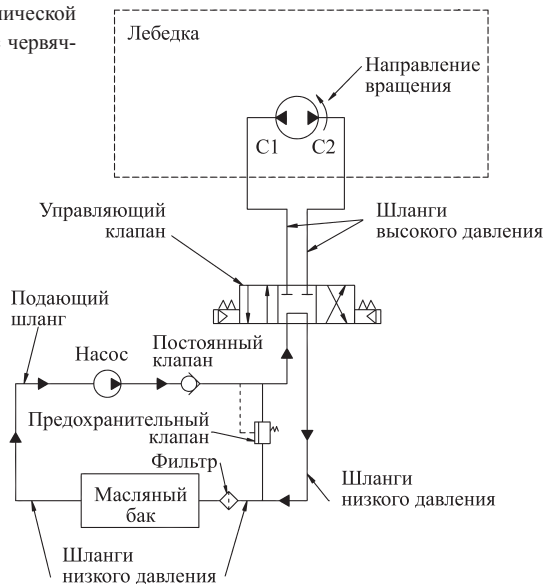 нической
червяч-
Лебедка
Направление
вращения
C1
C2
Управляющий
клапан
Шланги
высокого давления
Подающий
шланг
Насос
Постоянный
клапан
Предохранительный
клапан
Фильтр
Масляный
бак
Шланги
низкого давления
Шланги
низкого давления